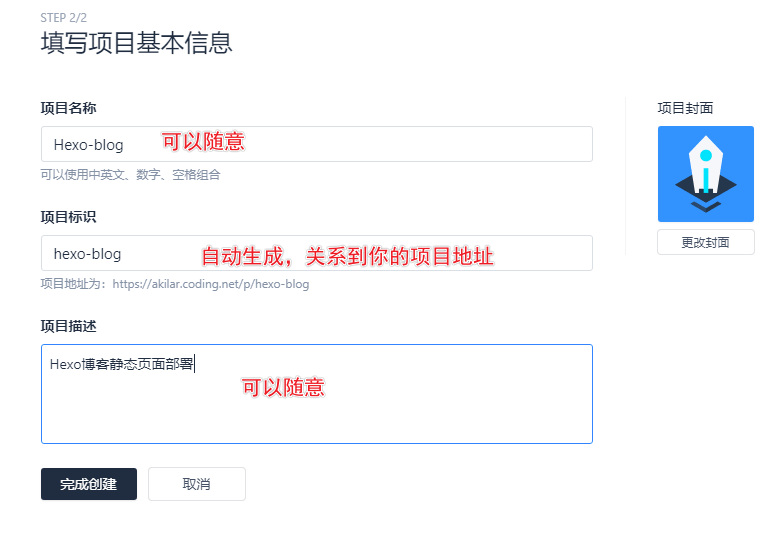 STEP 2/2
填写项目基本信息
项目名称
项目封面
Hexo-blog
可以随意
可以使用中英文、数字、空格组合
项目标识
更改封面
hexo-blog
自动生成，关系到你的项目地址
项目地址为：https://akilar.coding.net/p/hexo-blog
项目描述
Hexo博客静态页面部署
可以随意
完成创建
取消